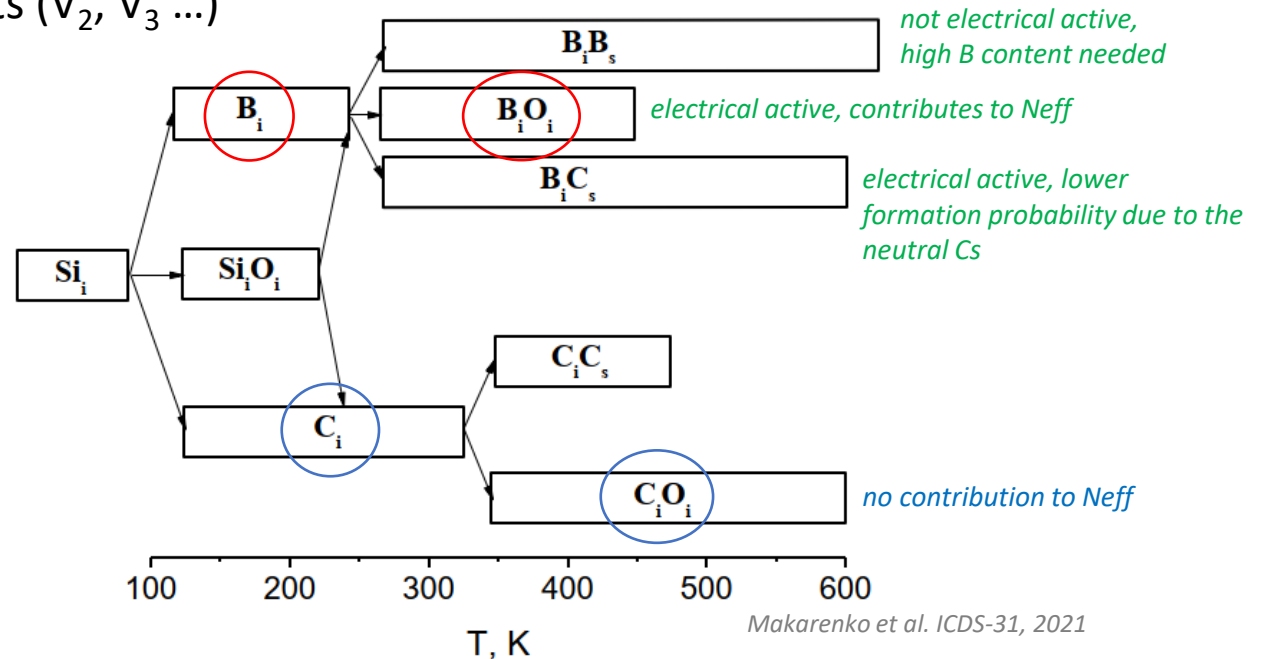 (V₂, V₃ …)
not electrical active,
high B content needed
BᵢBₛ
Bᵢ
BᵢOᵢ
electrical active, contributes to Neff
BᵢCₛ
electrical active, lower
formation probability due to the
neutral Cs
Siᵢ
SiᵢOᵢ
CᵢCₛ
Cᵢ
CᵢOᵢ
no contribution to Neff
100 200 300 400 500 600
T, K
Makarenko et al. ICDS-31, 2021